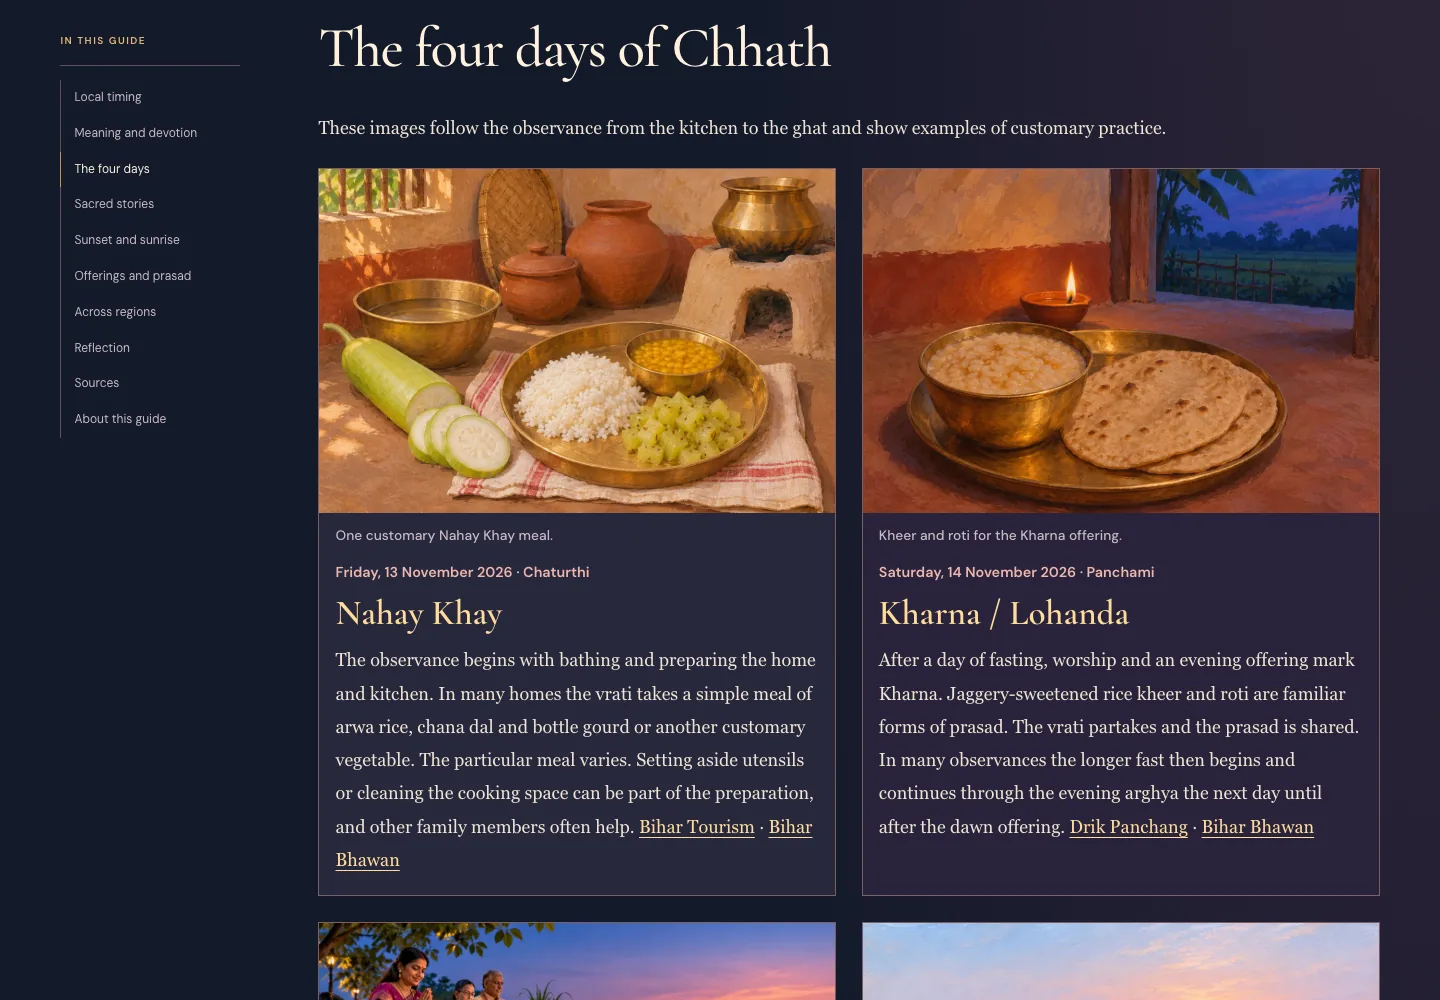 IN THIS GUIDE
Local timing
Meaning and devotion
The four days
Sacred stories
Sunset and sunrise
Offerings and prasad
Across regions
Reflection
Sources
About this guide
The four days of Chhath
These images follow the observance from the kitchen to the ghat and show examples of customary practice.
One customary Nahay Khay meal.
Friday, 13 November 2026 · Chaturthi
Nahay Khay
The observance begins with bathing and preparing the home
and kitchen. In many homes the vrati takes a simple meal of
arwa rice, chana dal and bottle gourd or another customary
vegetable. The particular meal varies. Setting aside utensils
or cleaning the cooking space can be part of the preparation,
and other family members often help. Bihar Tourism · Bihar
Bhawan
Kheer and roti for the Kharna offering.
Saturday, 14 November 2026 · Panchami
Kharna / Lohanda
After a day of fasting, worship and an evening offering mark
Kharna. Jaggery-sweetened rice kheer and roti are familiar
forms of prasad. The vrati partakes and the prasad is shared.
In many observances the longer fast then begins and
continues through the evening arghya the next day until
after the dawn offering. Drik Panchang · Bihar Bhawan